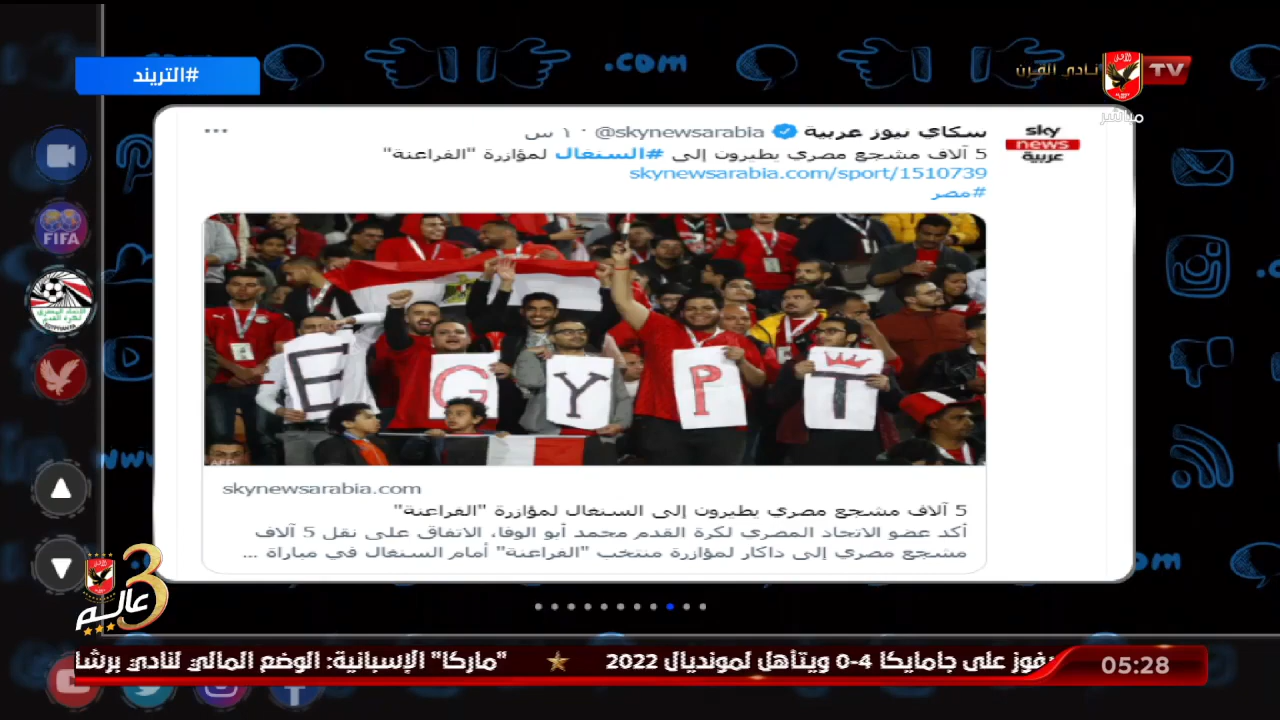 #التريند
.com
نادي القرن
TV
مباشر
سكاي نيوز عربية @skynewsarabia · ١ س
sky
news
عربية
5 آلاف مشجع مصري يطيرون إلى #السنغال لمؤازرة "الفراعنة"
skynewsarabia.com/sport/1510739
#مصر
FIFA
EGYPT
skynewsarabia.com
5 آلاف مشجع مصري يطيرون إلى السنغال لمؤازرة "الفراعنة"
أكد عضو الاتحاد المصري لكرة القدم محمد أبو الوفا، الاتفاق على نقل 5 آلاف
مشجع مصري إلى داكار لمؤازرة منتخب "الفراعنة" أمام السنغال في مباراة ...
3 عالم
يفوز على جامايكا 4-0 ويتأهل لمونديال 2022 "ماركا" الإسبانية: الوضع المالي لنادي برشا
05:28